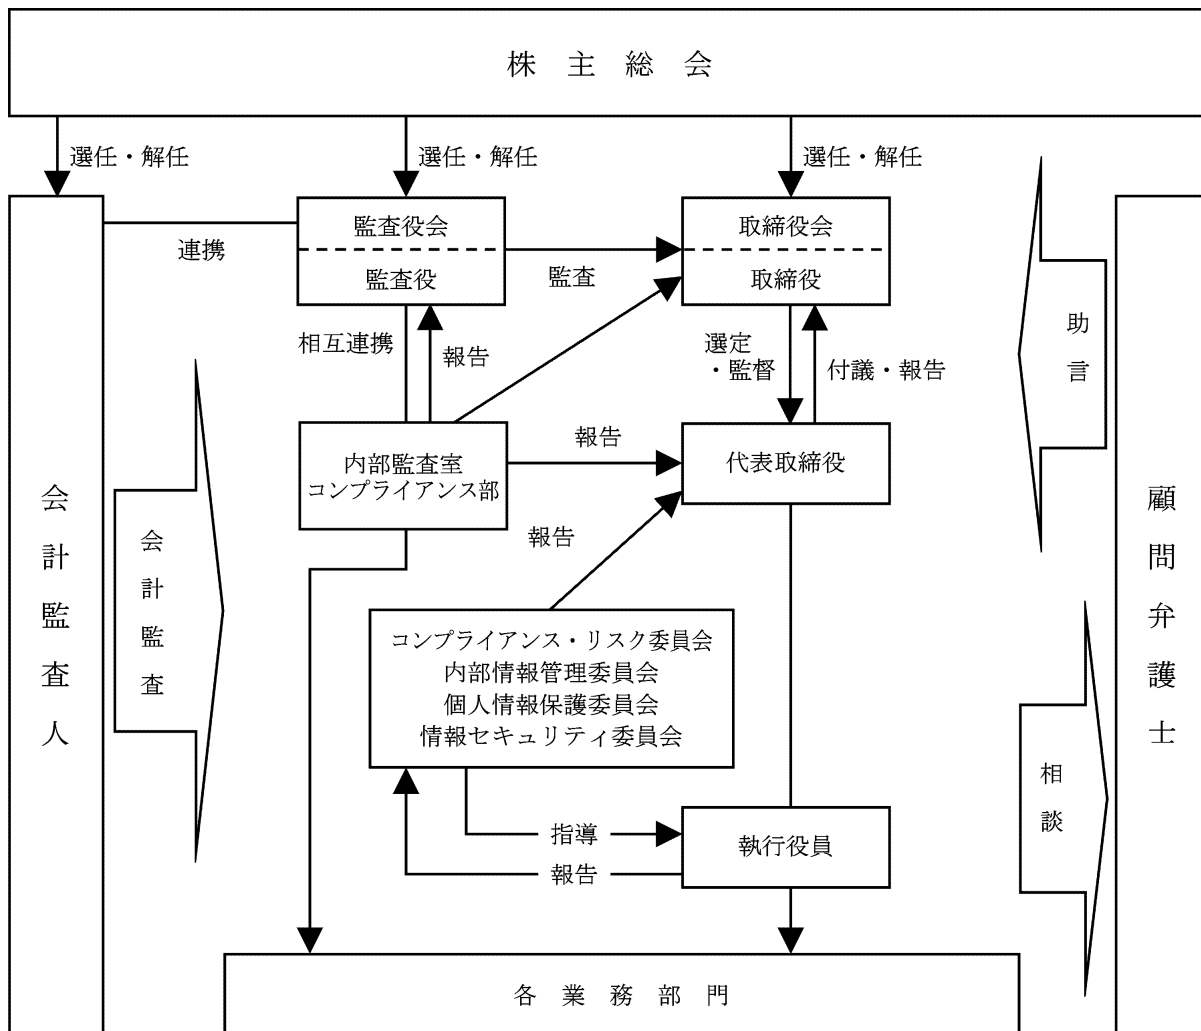 株主総会
選任・解任
選任・解任
選任・解任
監査役会
監査役
取締役会
取締役
連携
監査
相互連携
報告
選定
・監督
付議・報告
助言
内部監査室
コンプライアンス部
報告
代表取締役
報告
会計監査人
会計監査
顧問弁護士
コンプライアンス・リスク委員会
内部情報管理委員会
個人情報保護委員会
情報セキュリティ委員会
相談
指導
報告
執行役員
各業務部門